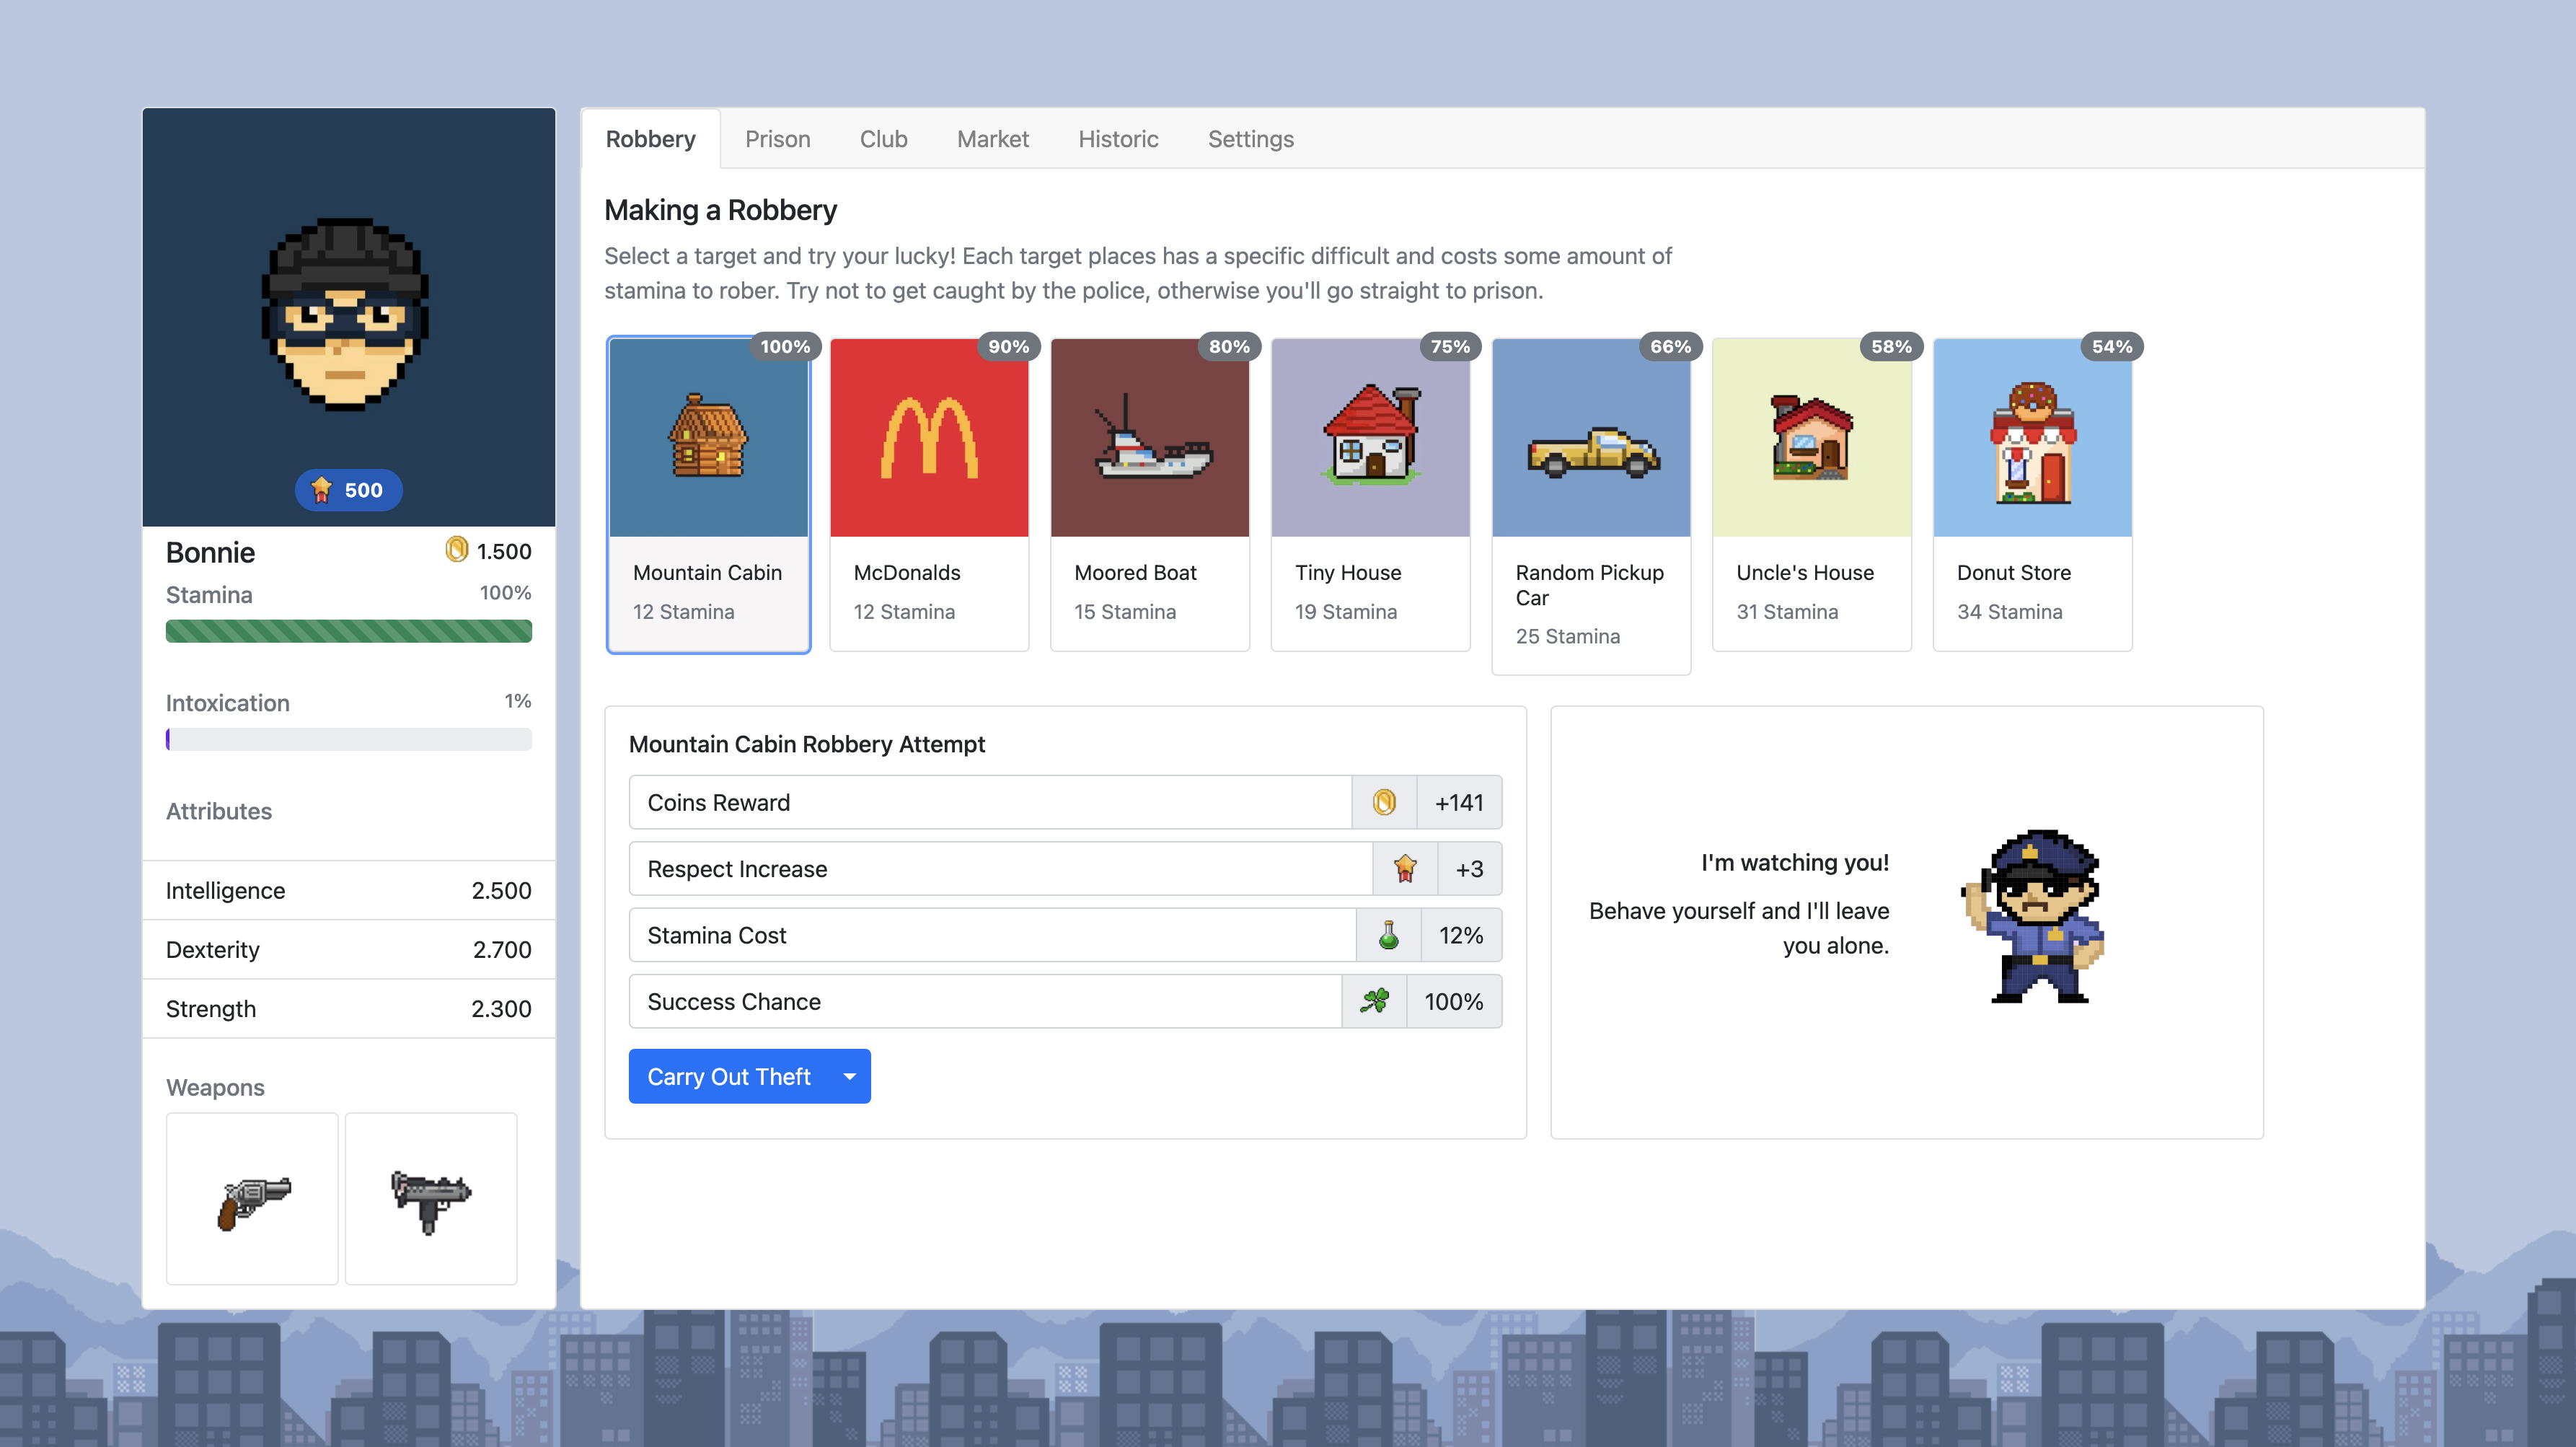 500
Bonnie 1.500
Stamina 100%
Intoxication 1%
Attributes
Intelligence 2.500
Dexterity 2.700
Strength 2.300
Weapons
Robbery Prison Club Market Historic Settings
Making a Robbery
Select a target and try your lucky! Each target places has a specific difficult and costs some amount of
stamina to rober. Try not to get caught by the police, otherwise you'll go straight to prison.
100%
Mountain Cabin
12 Stamina
90%
McDonalds
12 Stamina
80%
Moored Boat
15 Stamina
75%
Tiny House
19 Stamina
66%
Random Pickup
Car
25 Stamina
58%
Uncle's House
31 Stamina
54%
Donut Store
34 Stamina
Mountain Cabin Robbery Attempt
Coins Reward +141
Respect Increase +3
Stamina Cost 12%
Success Chance 100%
Carry Out Theft
I'm watching you!
Behave yourself and I'll leave
you alone.